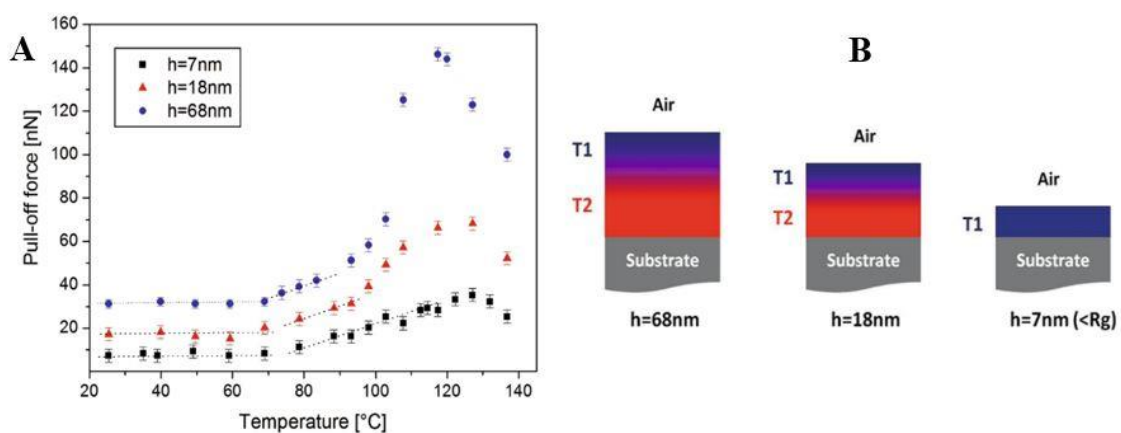 A
Pull-off force [nN]
160
140
120
100
80
60
40
20
h=7nm
h=18nm
h=68nm
20 40 60 80 100 120 140
Temperature [°C]
B
Air
T1
T2
Substrate
h=68nm
Air
T1
T2
Substrate
h=18nm
Air
T1
Substrate
h=7nm (<Rg)